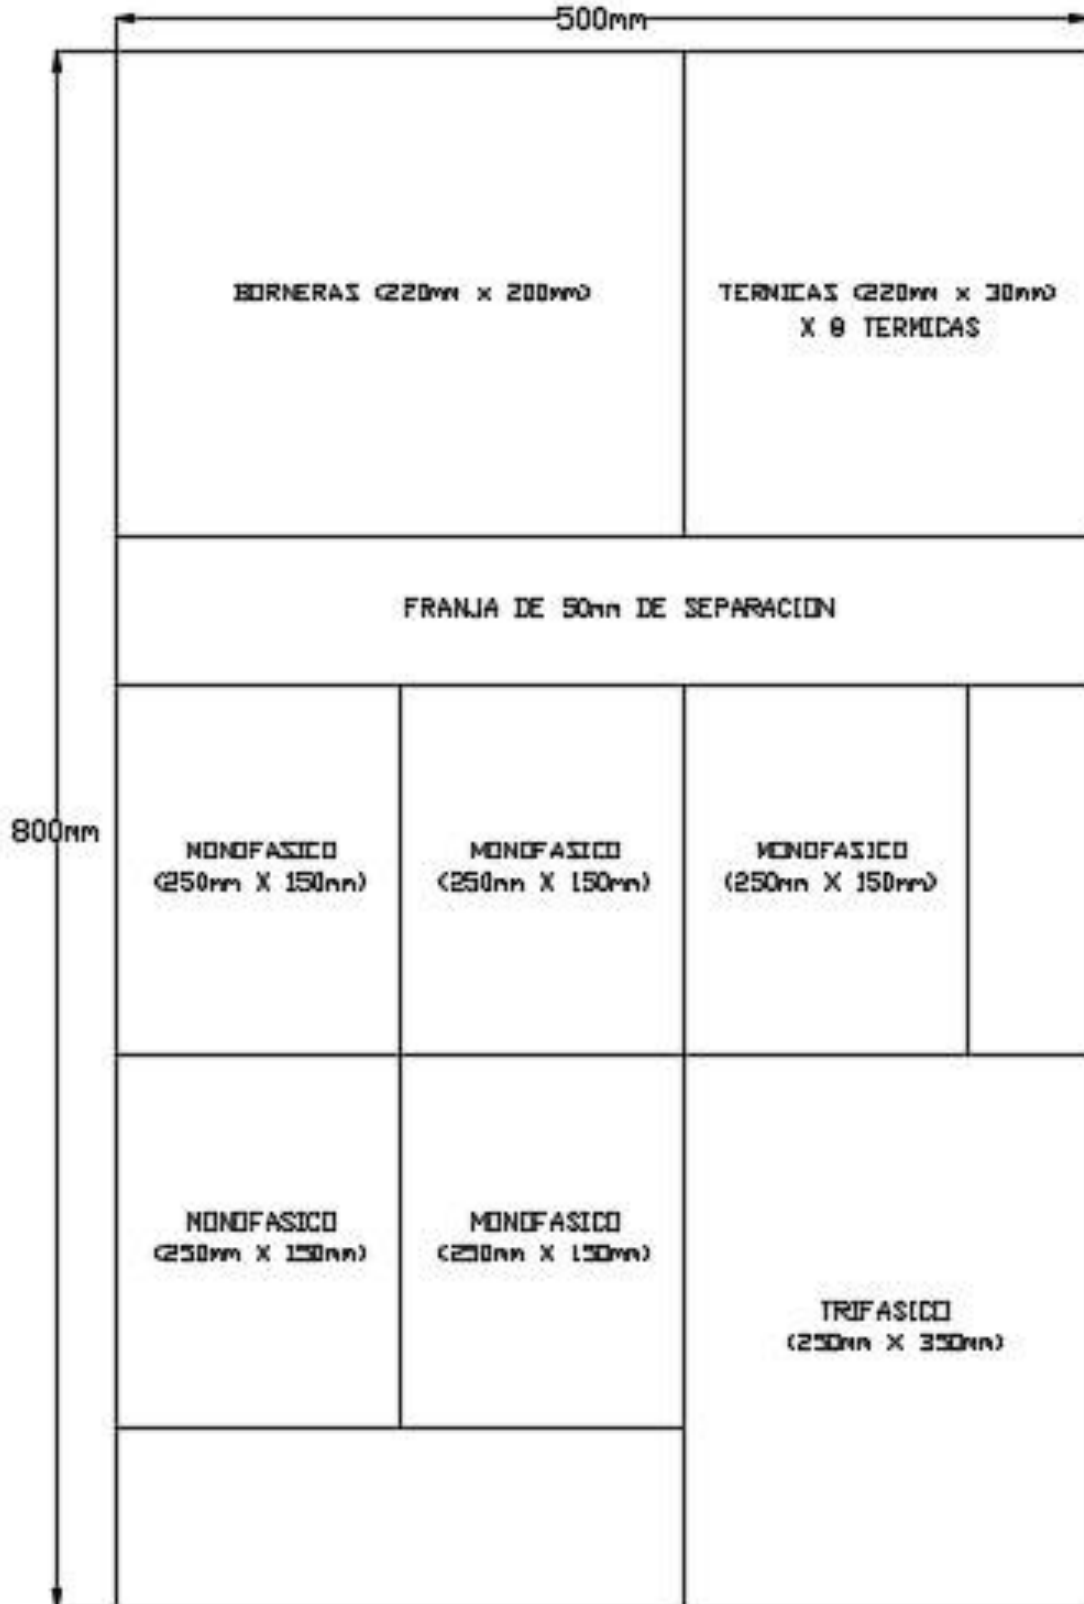 500mm
BORNERAS (220mm x 200mm)
TERMICAS (220mm x 30mm)
X 8 TERMICAS
FRANJA DE 50mm DE SEPARACION
800mm
MONOFASICO
(250mm X 150mm)
MONOFASICO
(250mm X 150mm)
MONOFASICO
(250mm X 150mm)
MONOFASICO
(250mm X 150mm)
MONOFASICO
(250mm X 150mm)
TRIFASICO
(250mm X 350mm)